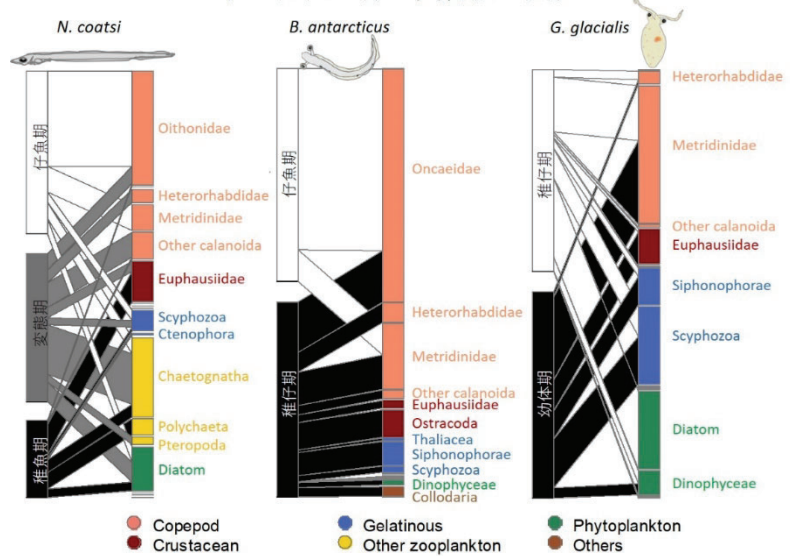 N. coatsi
B. antarcticus
G. glacialis
仔魚期
変態期
稚魚期
Oithonidae
Heterorhabdidae
Metridinidae
Other calanoida
Euphausiidae
Scyphozoa
Ctenophora
Chaetognatha
Polychaeta
Pteropoda
Diatom
仔魚期
稚仔期
Oncaeidae
Heterorhabdidae
Metridinidae
Other calanoida
Euphausiidae
Ostracoda
Thaliacea
Siphonophorae
Scyphozoa
Dinophyceae
Collodaria
稚仔期
幼体期
Heterorhabdidae
Metridinidae
Other calanoida
Euphausiidae
Siphonophorae
Scyphozoa
Diatom
Dinophyceae
Copepod
Gelatinous
Phytoplankton
Crustacean
Other zooplankton
Others